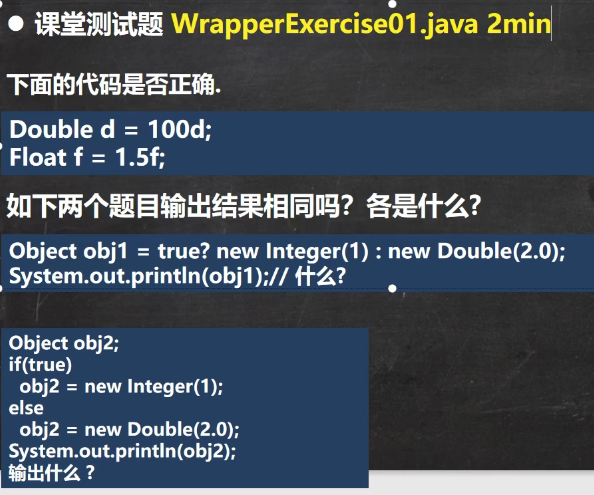 ● 课堂测试题 WrapperExercise01.java 2min
下面的代码是否正确.
Double d = 100d;
Float f = 1.5f;
如下两个题目输出结果相同吗？各是什么?
Object obj1 = true? new Integer(1) : new Double(2.0);
System.out.println(obj1);// 什么?
Object obj2;
if(true)
obj2 = new Integer(1);
else
obj2 = new Double(2.0);
System.out.println(obj2);
输出什么 ?